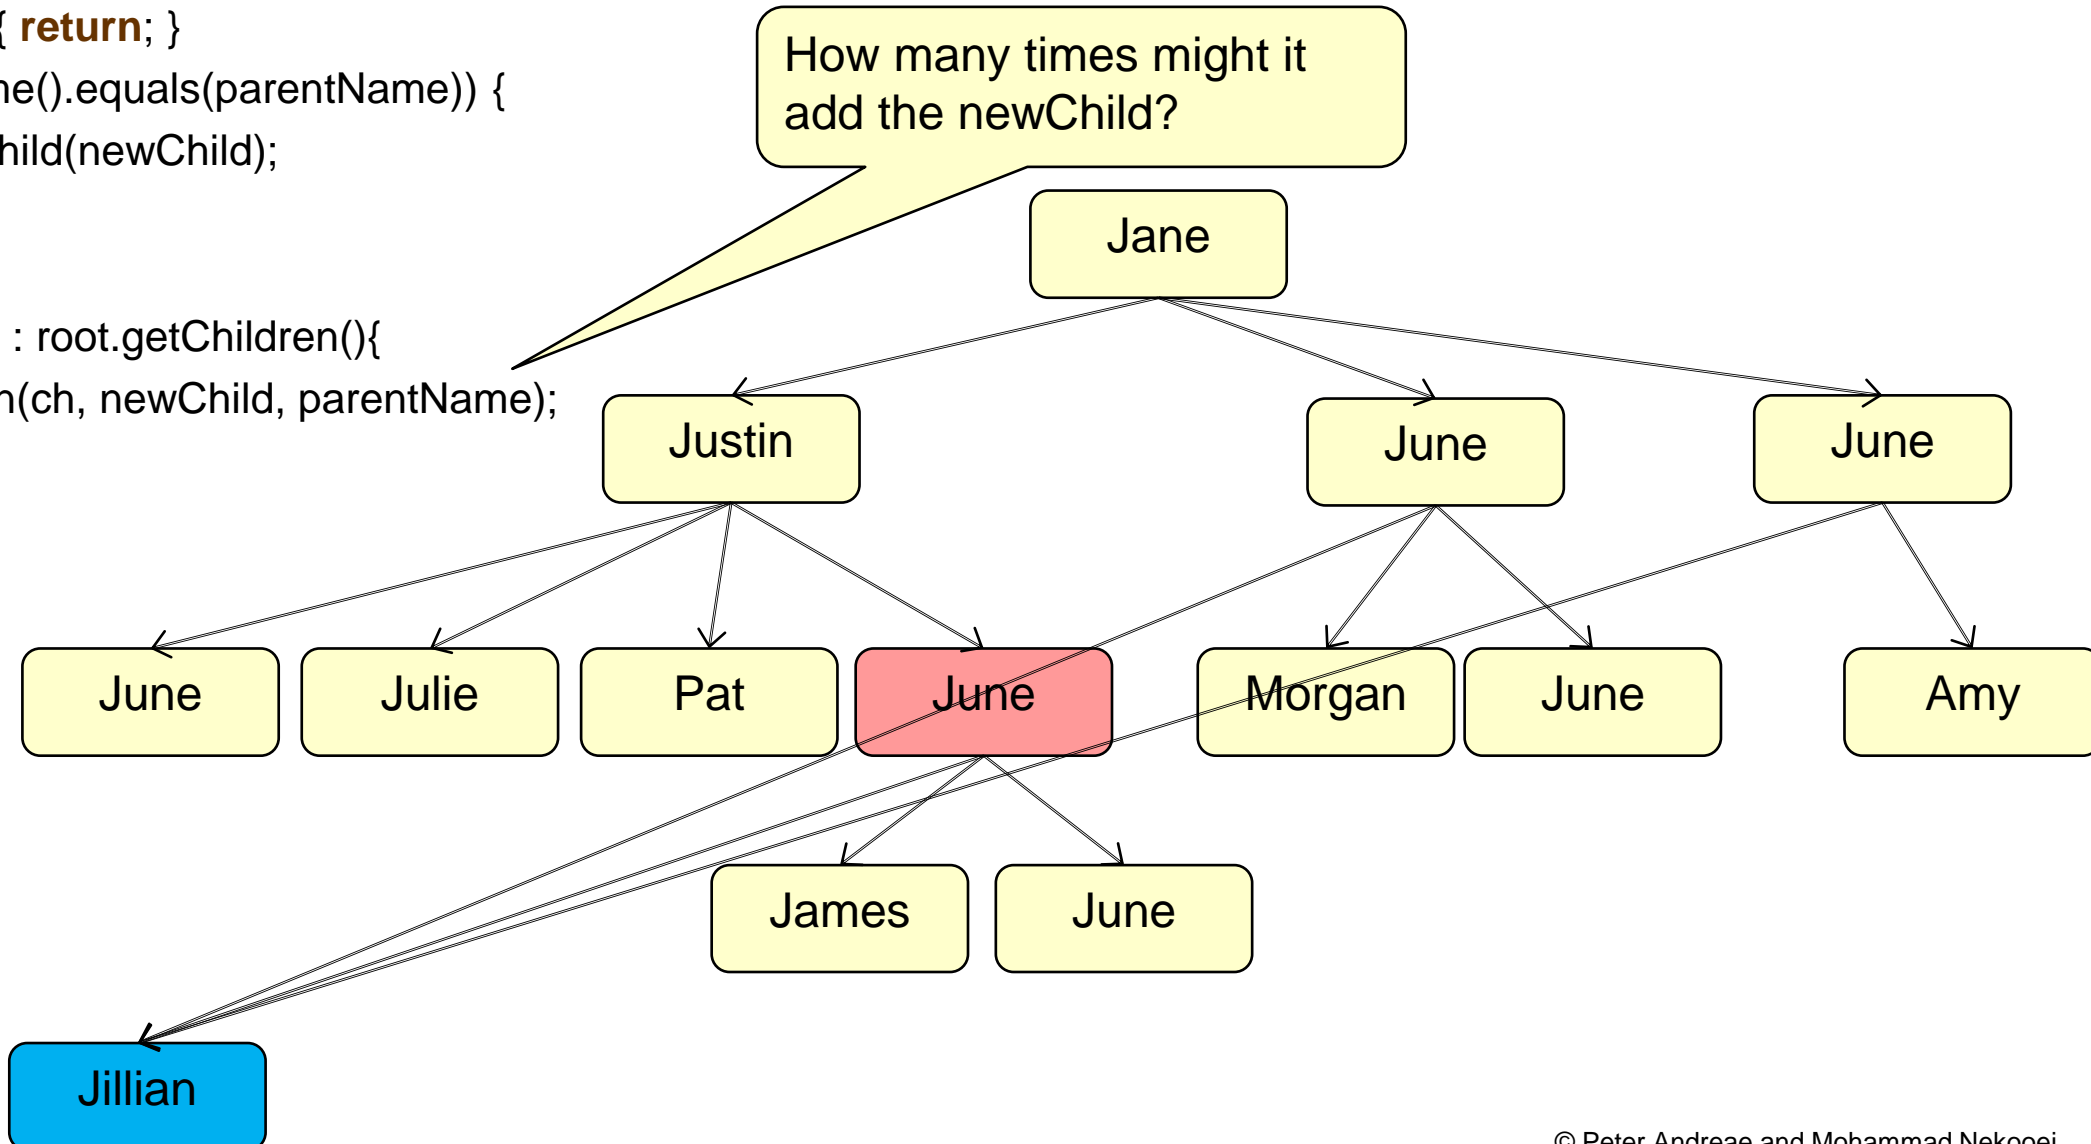 { return; }
ne().equals(parentName)) {
hild(newChild);
: root.getChildren(){
n(ch, newChild, parentName);
How many times might it
add the newChild?
Jane
Justin
June
June
June
Julie
Pat
June
Morgan
June
Amy
James
June
Jillian
© Peter Andreae and Mohammad Nekooei